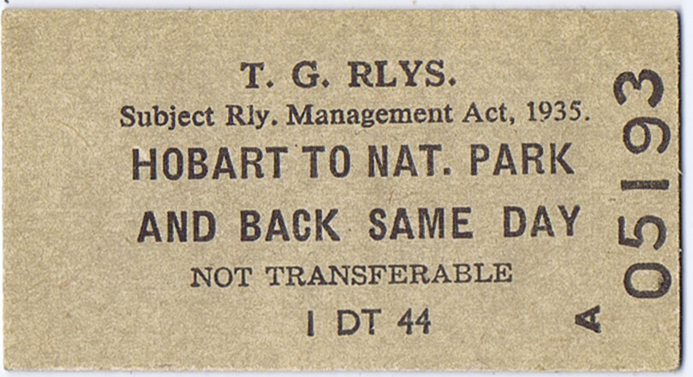 T. G. RLYS.
Subject Rly. Management Act, 1935.
HOBART TO NAT. PARK
AND BACK SAME DAY
NOT TRANSFERABLE
1 DT 44
A 05193